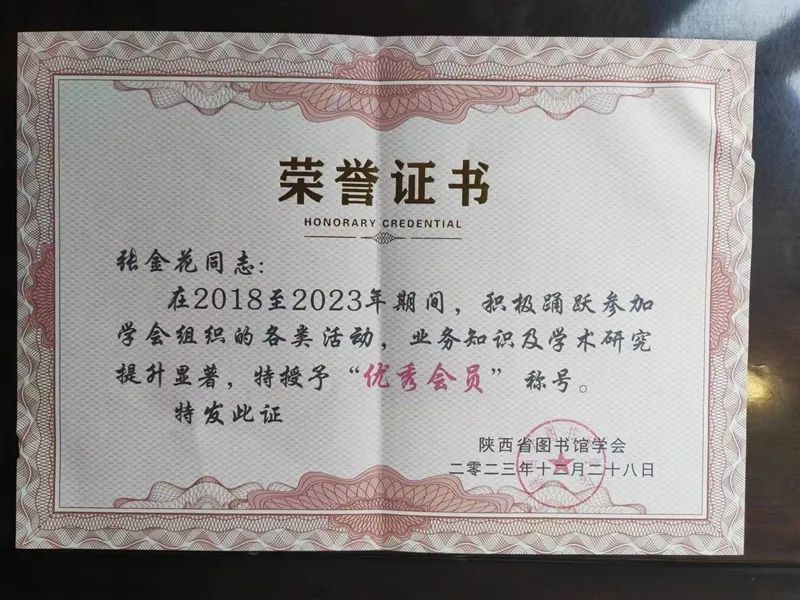 荣誉证书
HONORARY CREDENTIAL
张金花同志：
在2018至2023年期间，积极踊跃参加
学会组织的各类活动，业务知识及学术研究
提升显著，特授予“优秀会员”称号。
特发此证
陕西省图书馆学会
二零二三年十二月二十八日